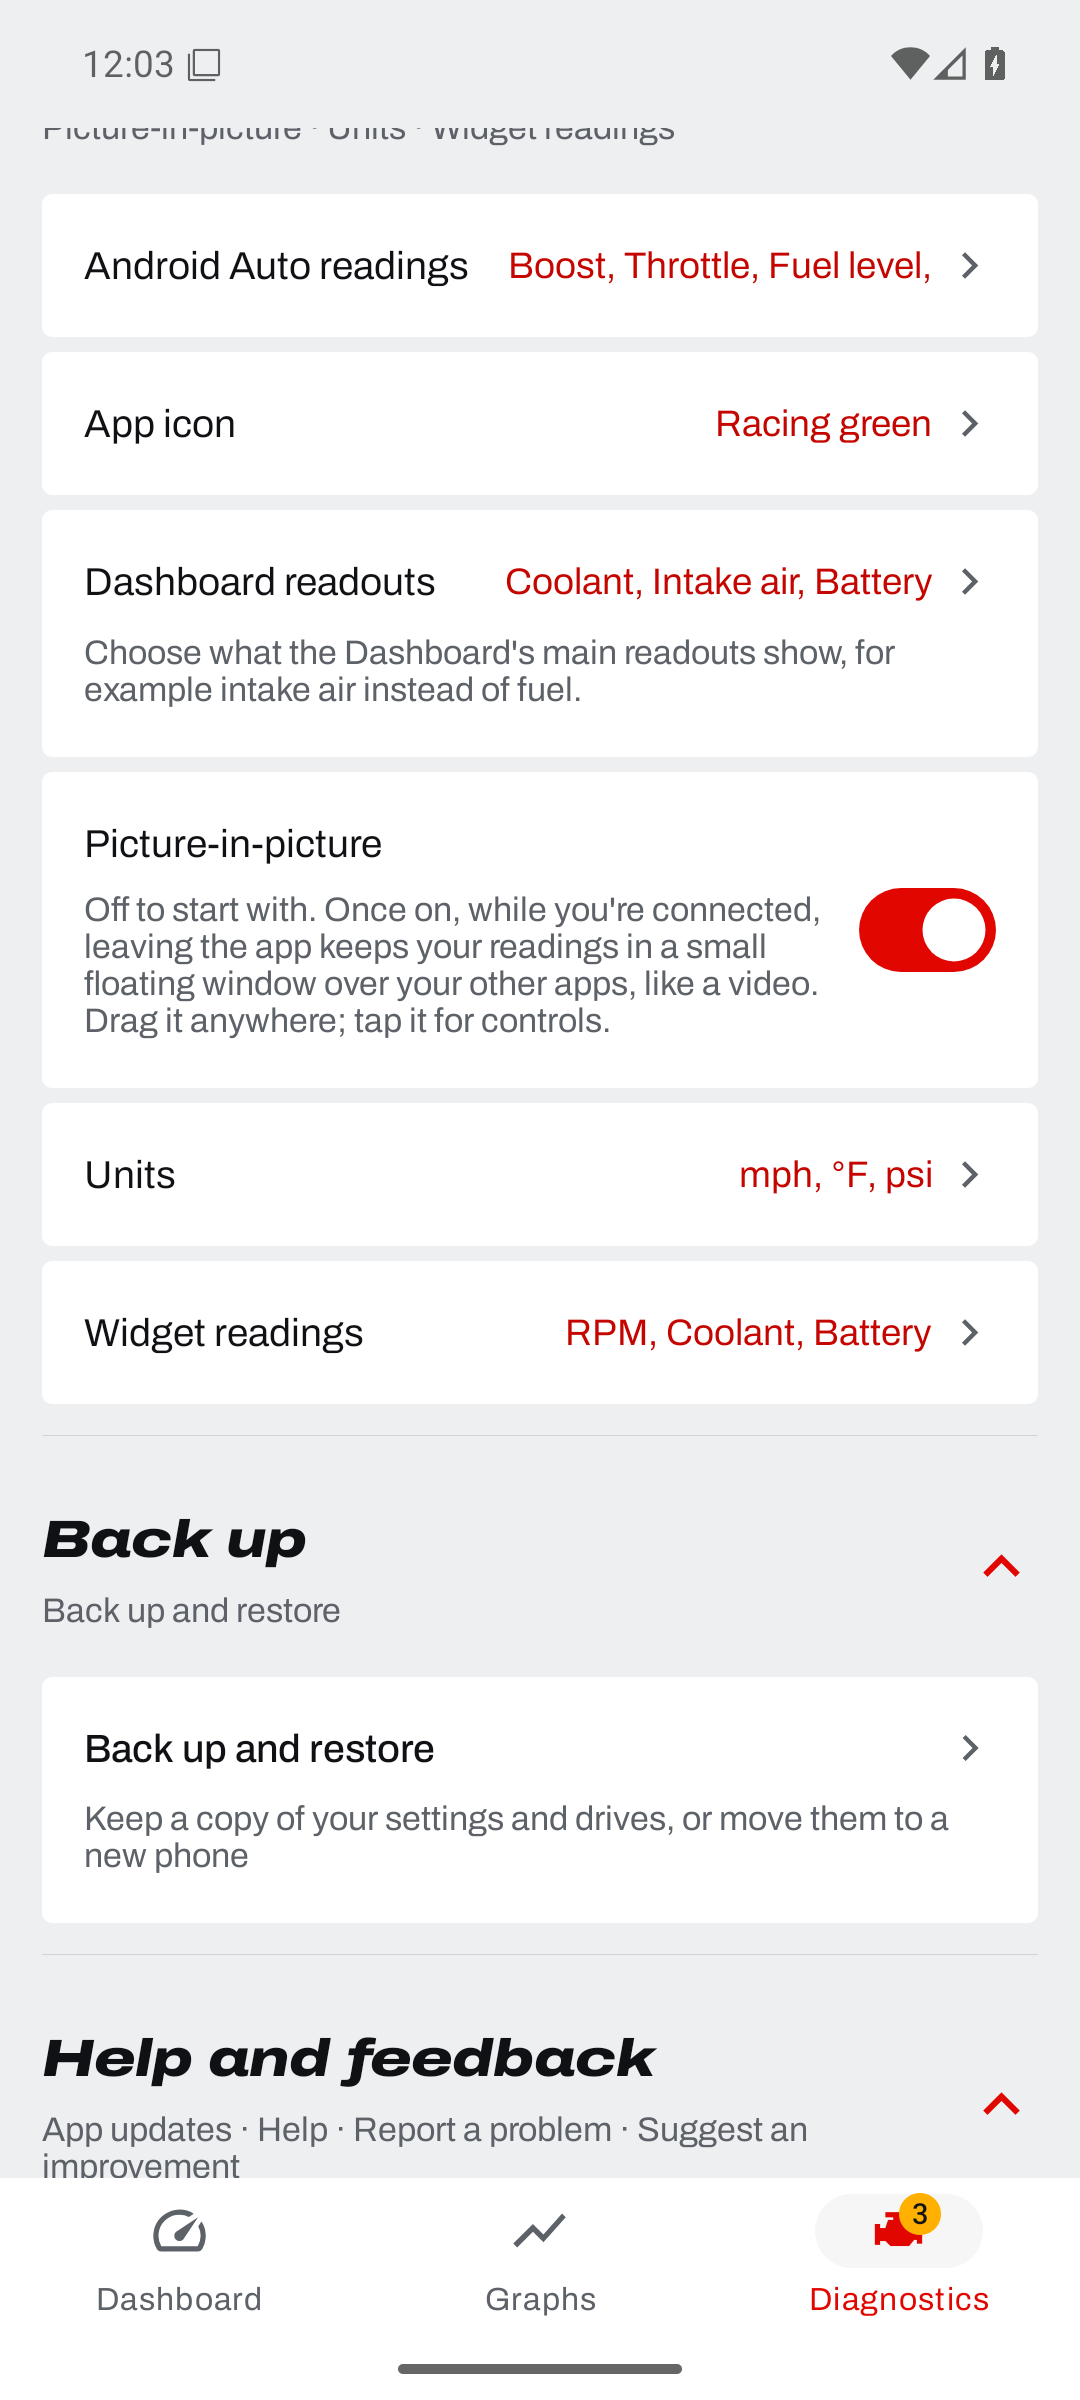 12:03
Picture-in-picture · Units · Widget readings
Android Auto readings
Boost, Throttle, Fuel level,
App icon
Racing green
Dashboard readouts
Coolant, Intake air, Battery
Choose what the Dashboard's main readouts show, for
example intake air instead of fuel.
Picture-in-picture
Off to start with. Once on, while you're connected,
leaving the app keeps your readings in a small
floating window over your other apps, like a video.
Drag it anywhere; tap it for controls.
Units
mph, °F, psi
Widget readings
RPM, Coolant, Battery
Back up
Back up and restore
Back up and restore
Keep a copy of your settings and drives, or move them to a
new phone
Help and feedback
App updates · Help · Report a problem · Suggest an
improvement
3
Dashboard
Graphs
Diagnostics